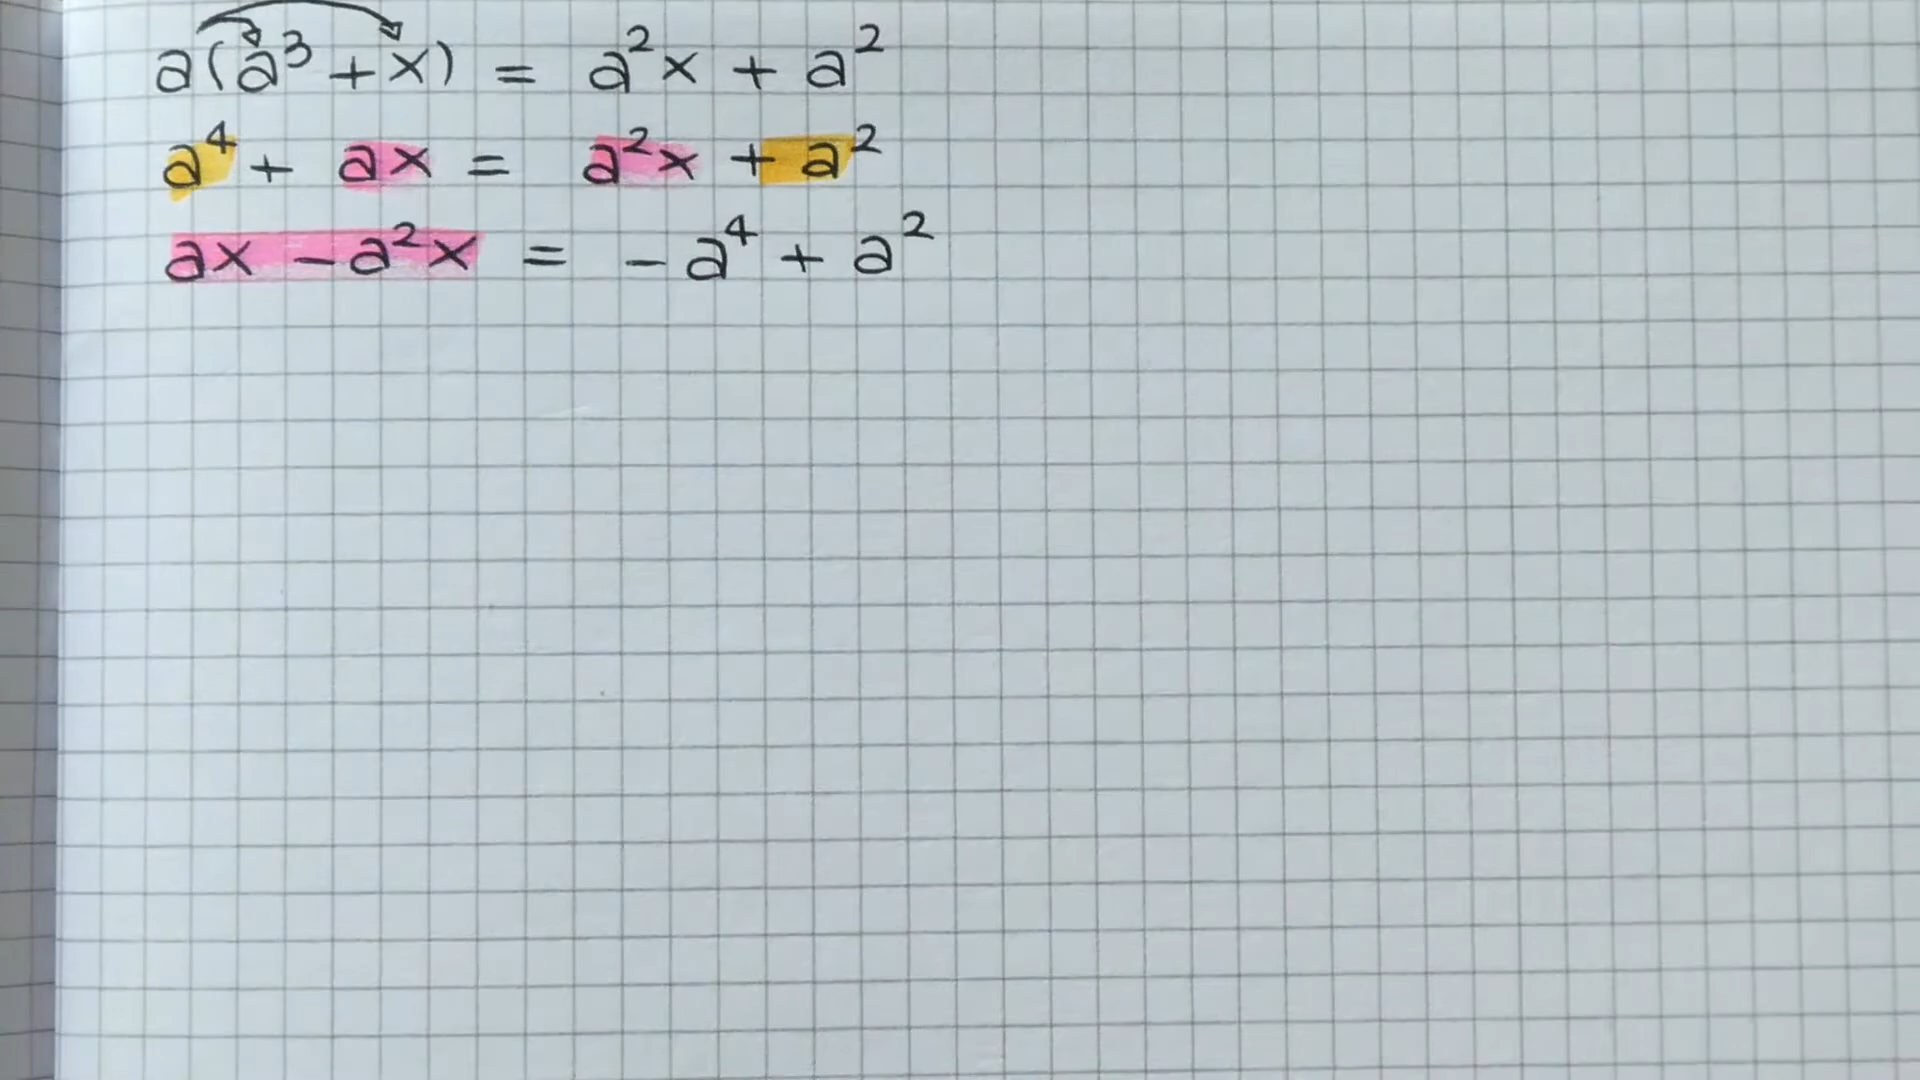 a(a³ + x) = a²x + a²
a⁴ + ax = a²x + a²
ax - a²x = -a⁴ + a²